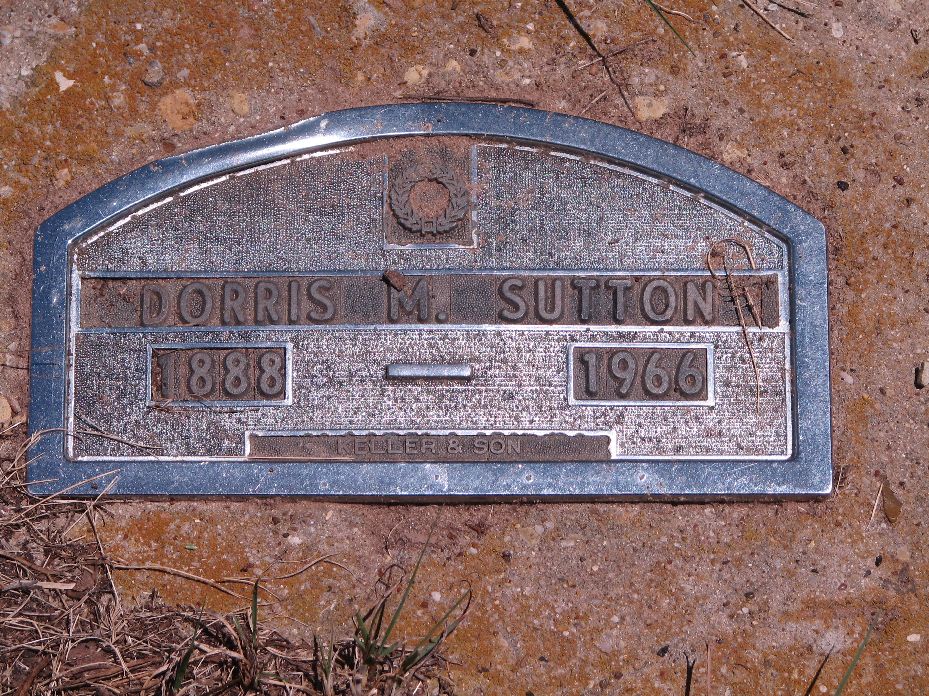 DORRIS M. SUTTON
1888 — 1966
KELLER & SON